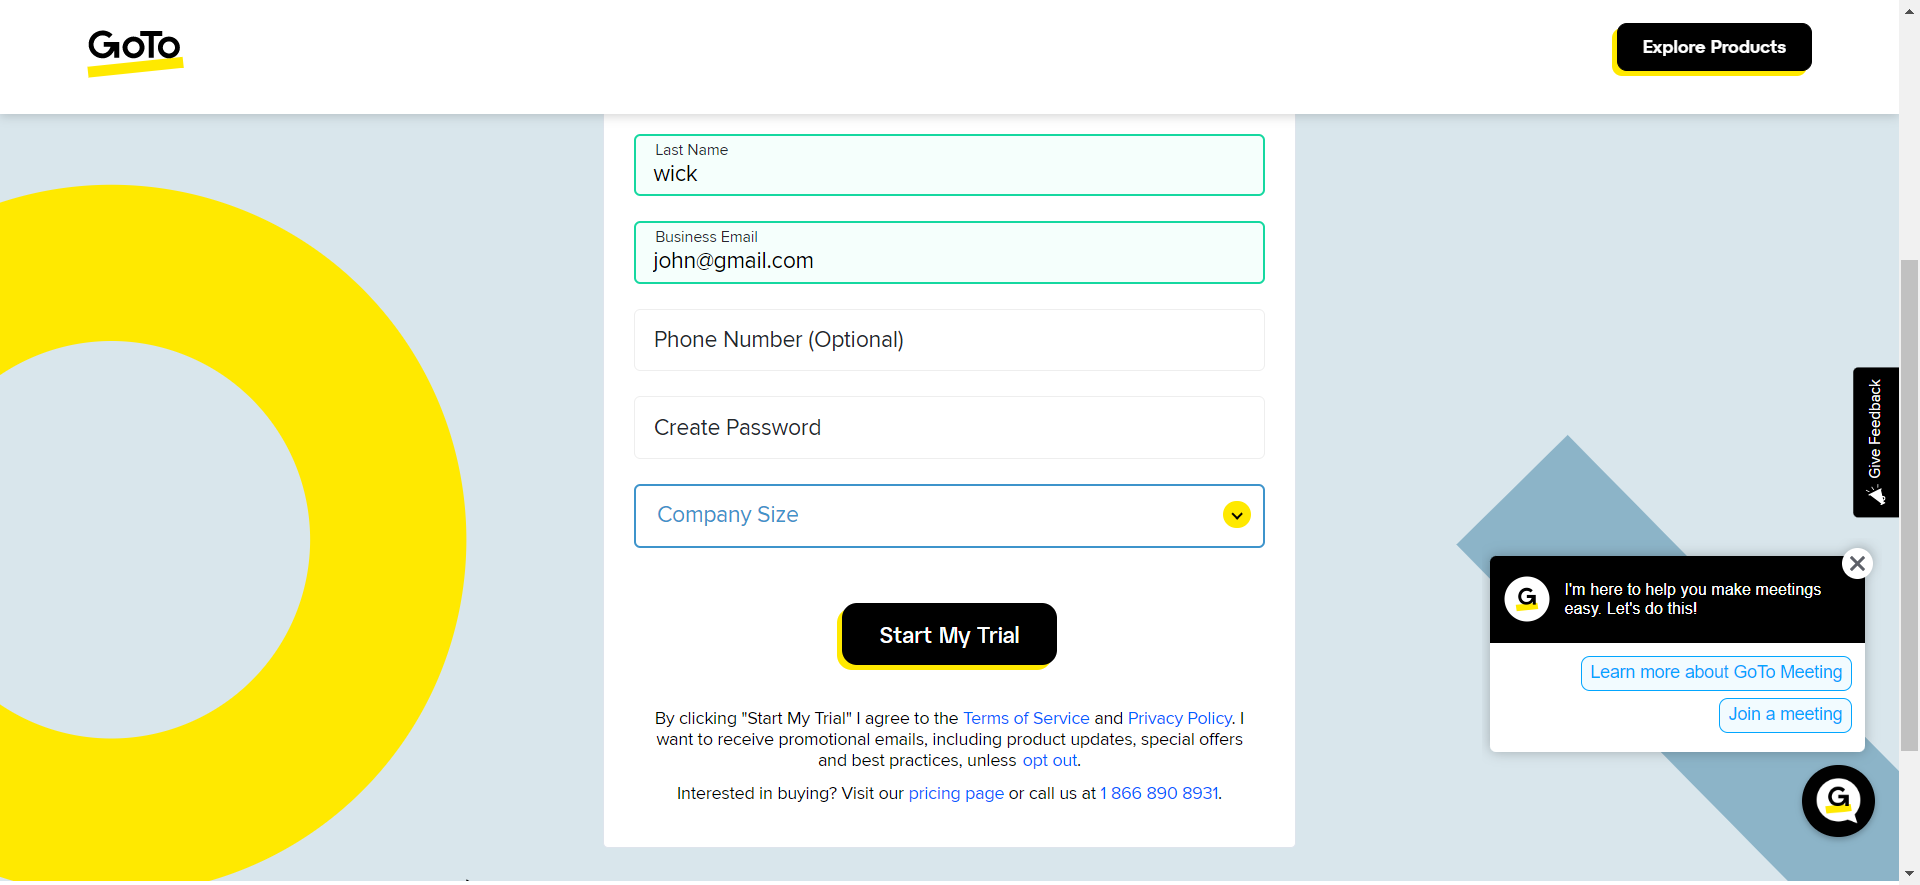 GoTo
Explore Products
Last Name
wick
Business Email
john@gmail.com
Phone Number (Optional)
Create Password
Company Size
Start My Trial
By clicking "Start My Trial" I agree to the Terms of Service and Privacy Policy. I
want to receive promotional emails, including product updates, special offers
and best practices, unless opt out.
Interested in buying? Visit our pricing page or call us at 1 866 890 8931.
Give Feedback
G
I'm here to help you make meetings
easy. Let's do this!
Learn more about GoTo Meeting
Join a meeting
G